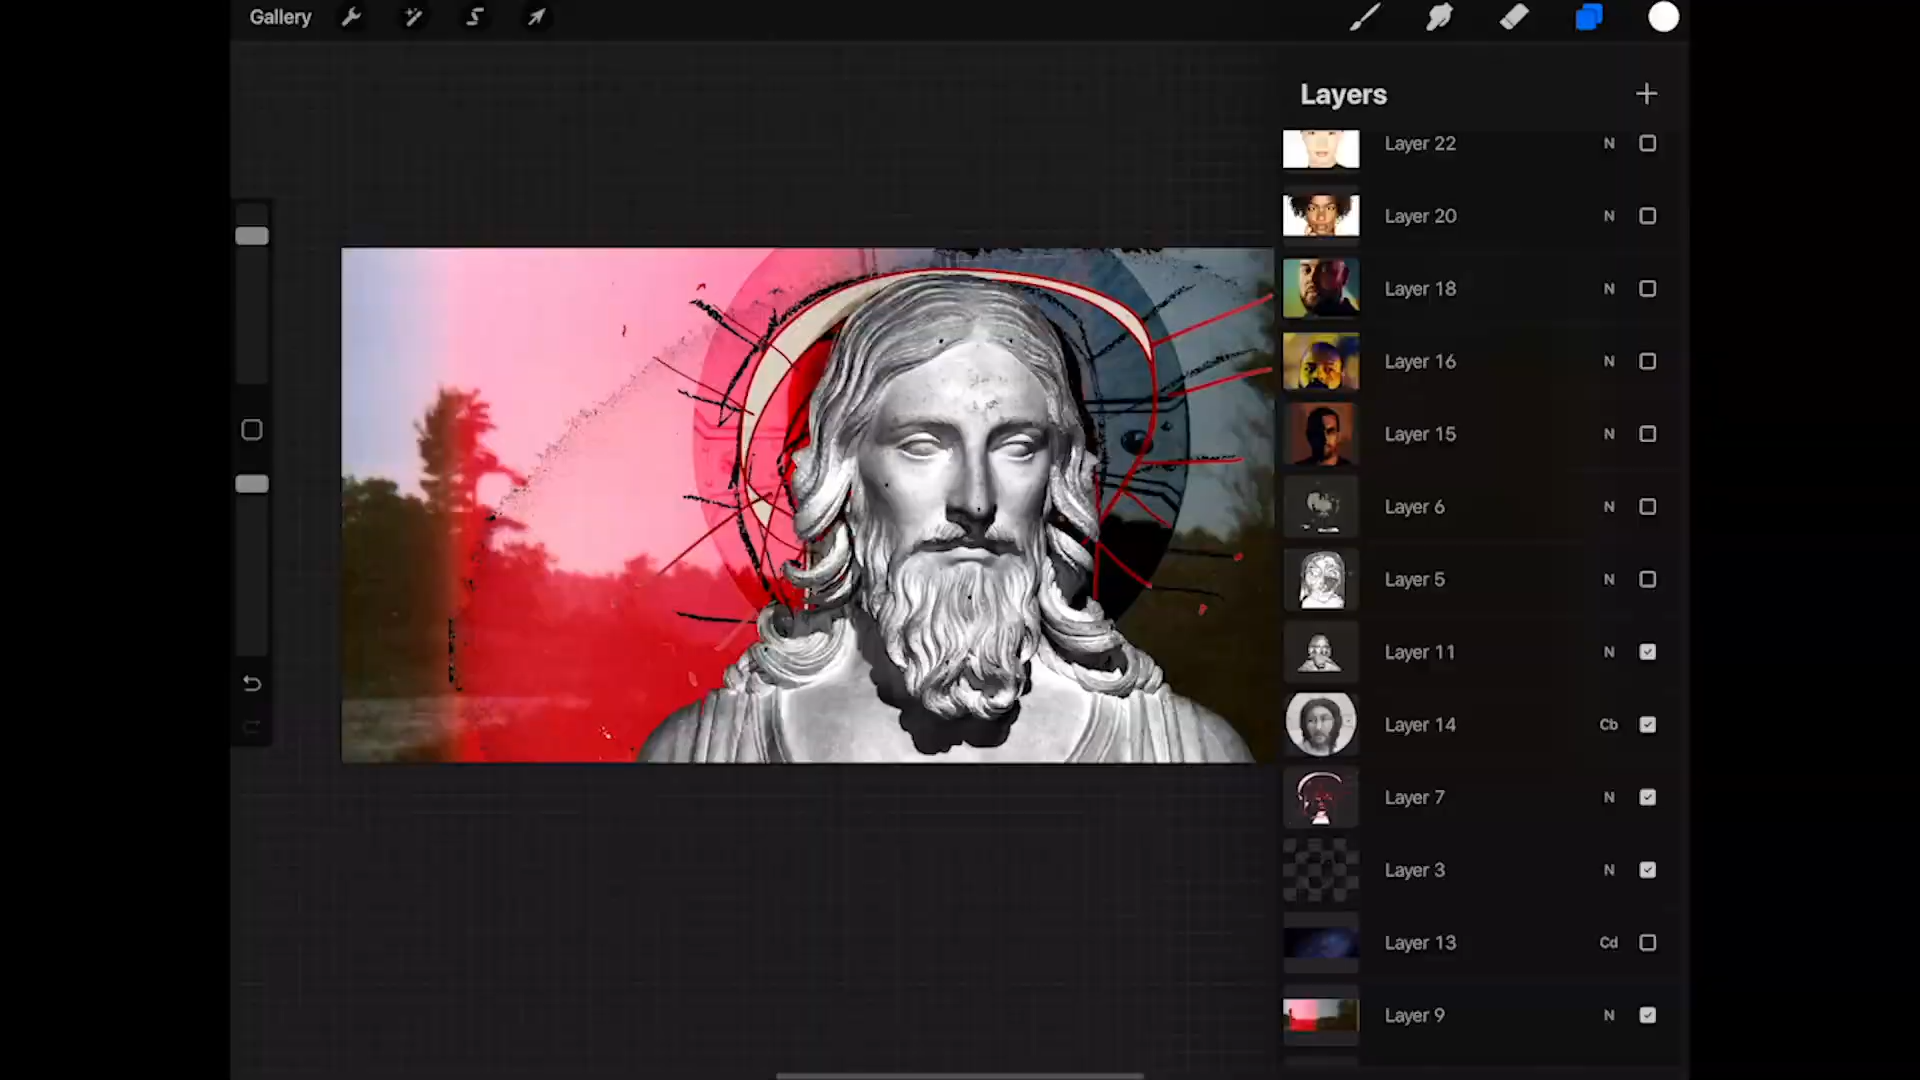 Gallery
Layers
Layer 22 N
Layer 20 N
Layer 18 N
Layer 16 N
Layer 15 N
Layer 6 N
Layer 5 N
Layer 11 N
Layer 14 Cb
Layer 7 N
Layer 3 N
Layer 13 Cd
Layer 9 N